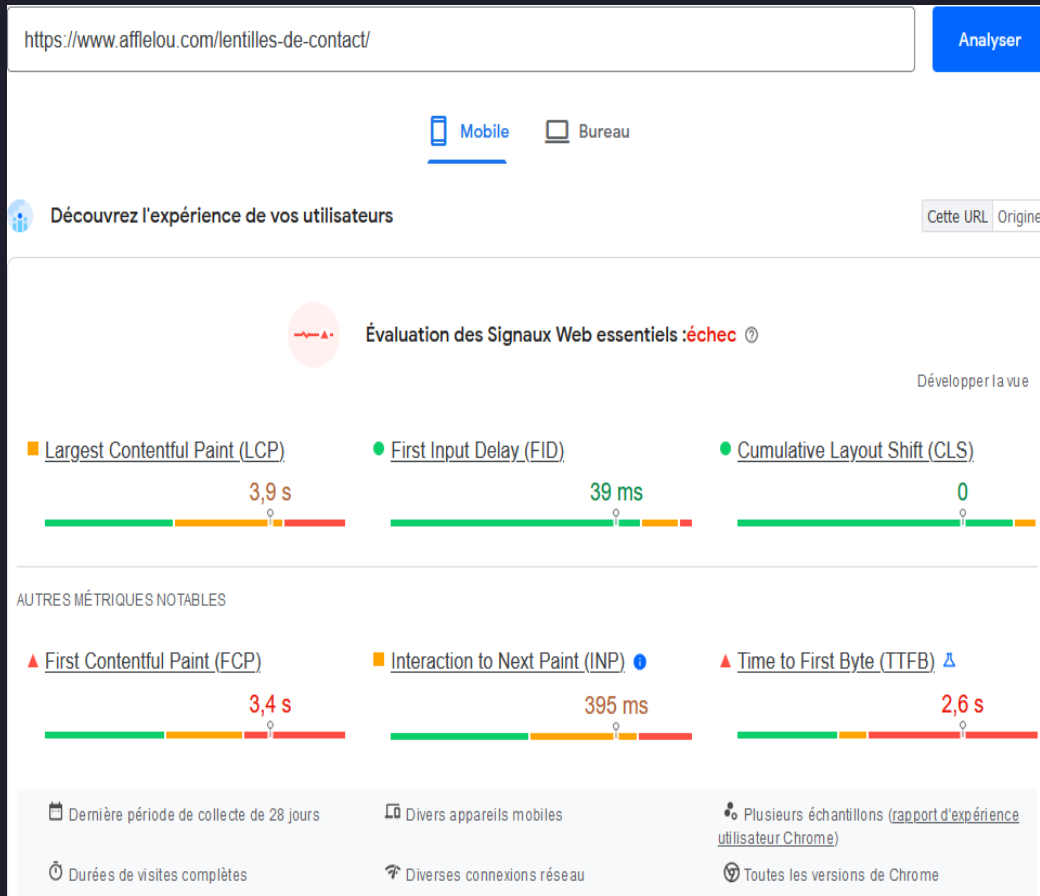 https://www.afflelou.com/lentilles-de-contact/
Analyser
Mobile
Bureau
Découvrez l'expérience de vos utilisateurs
Cette URL
Origine
Évaluation des Signaux Web essentiels :échec
Développer la vue
Largest Contentful Paint (LCP)
3,9 s
First Input Delay (FID)
39 ms
Cumulative Layout Shift (CLS)
0
AUTRES MÉTRIQUES NOTABLES
First Contentful Paint (FCP)
3,4 s
Interaction to Next Paint (INP)
395 ms
Time to First Byte (TTFB)
2,6 s
Dernière période de collecte de 28 jours
Divers appareils mobiles
Plusieurs échantillons (rapport d'expérience
utilisateur Chrome)
Durées de visites complètes
Diverses connexions réseau
Toutes les versions de Chrome